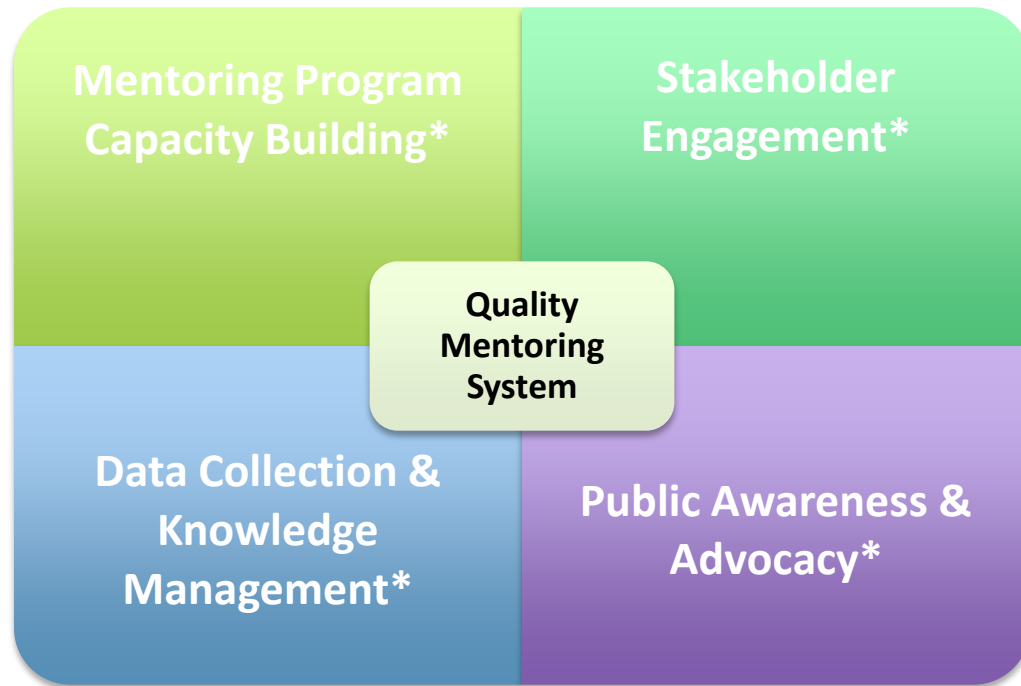 Mentoring Program
Capacity Building*
Stakeholder
Engagement*
Quality
Mentoring
System
Data Collection &
Knowledge
Management*
Public Awareness &
Advocacy*